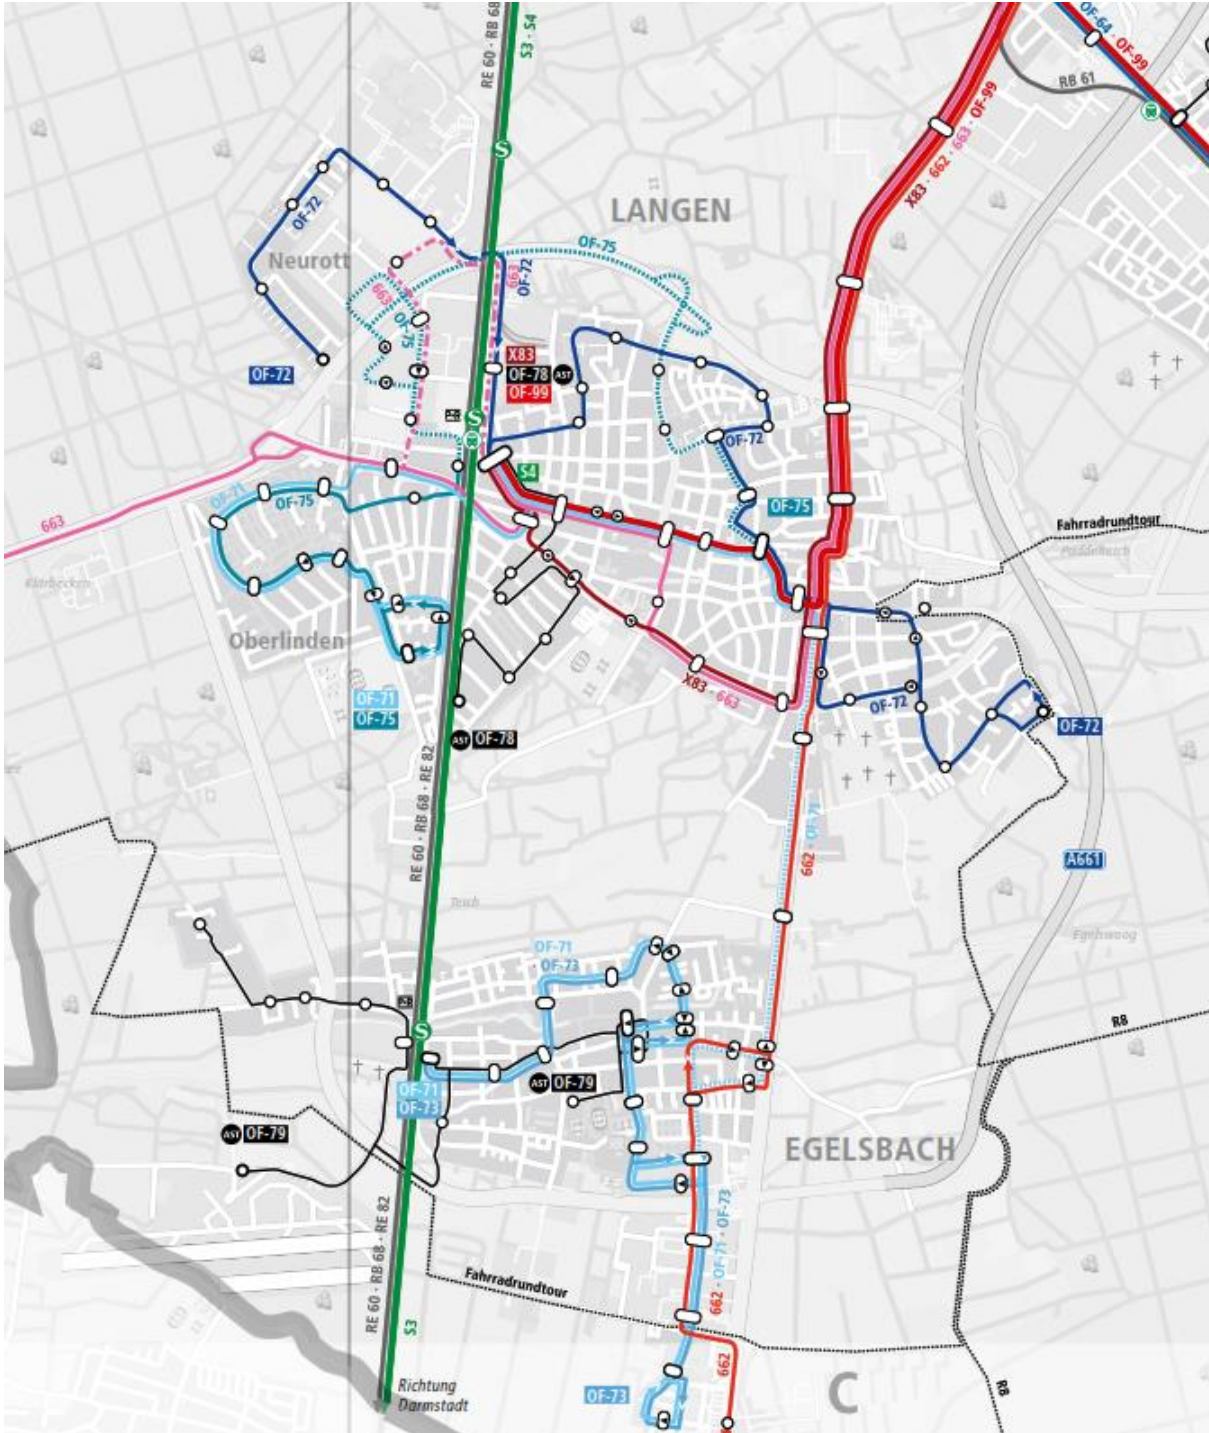 RE 60 · RB 68
S3 · S4
OF-64 · OF-99
RB 61
X83 · 662 · 663 · OF-99
LANGEN
OF-72
OF-75
Neurott
663
OF-72
663
OF-75
OF-72
X83
OF-78 AST
OF-99
OF-72
S4
OF-71
OF-75
OF-75
663
Fahrradrundtour
Oberlinden
X83 · 663
OF-72
OF-71
OF-75
OF-72
AST OF-78
RE 60 · RB 68 · RE 82
662 · OF-71
A661
OF-71
OF-73
S
R8
AST OF-79
OF-71
OF-73
AST OF-79
EGELSBACH
RE 60 · RB 68 · RE 82
662 · OF-71 · OF-73
Fahrradrundtour
S3
662
Richtung
Darmstadt
OF-73
C
R8